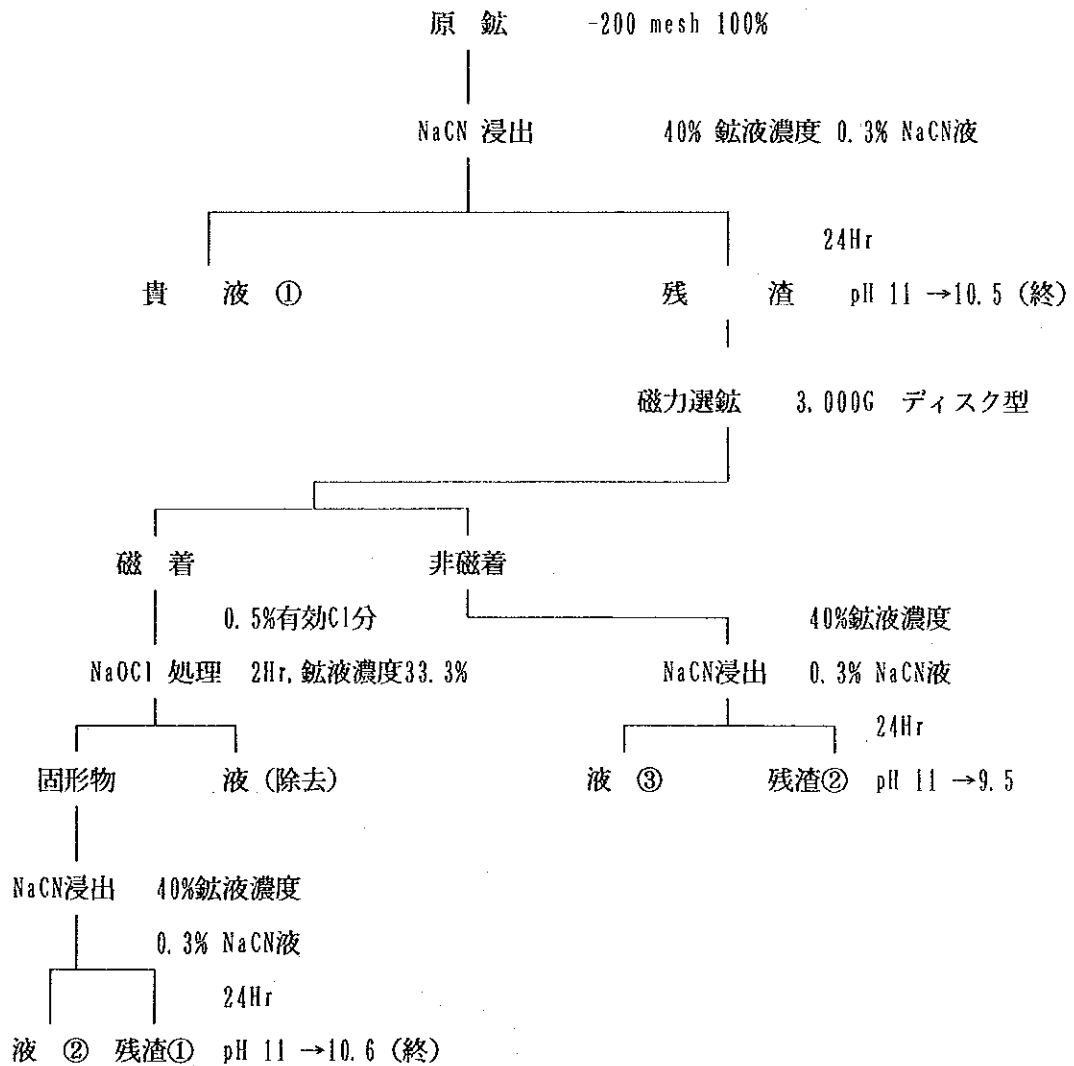 原 鉱 -200 mesh 100%
NaCN 浸出 40% 鉱液濃度 0.3% NaCN液
24Hr
貴 液 ① 残 渣 pH 11 →10.5 (終)
磁力選鉱 3.000G ディスク型
磁 着 非磁着
0.5%有効Cl分 40%鉱液濃度
NaOCl 処理 2Hr,鉱液濃度33.3% NaCN浸出 0.3% NaCN液
24Hr
固形物 液 (除去) 液 ③ 残渣② pH 11 →9.5
NaCN浸出 40%鉱液濃度
0.3% NaCN液
24Hr
液 ② 残渣① pH 11 →10.6 (終)